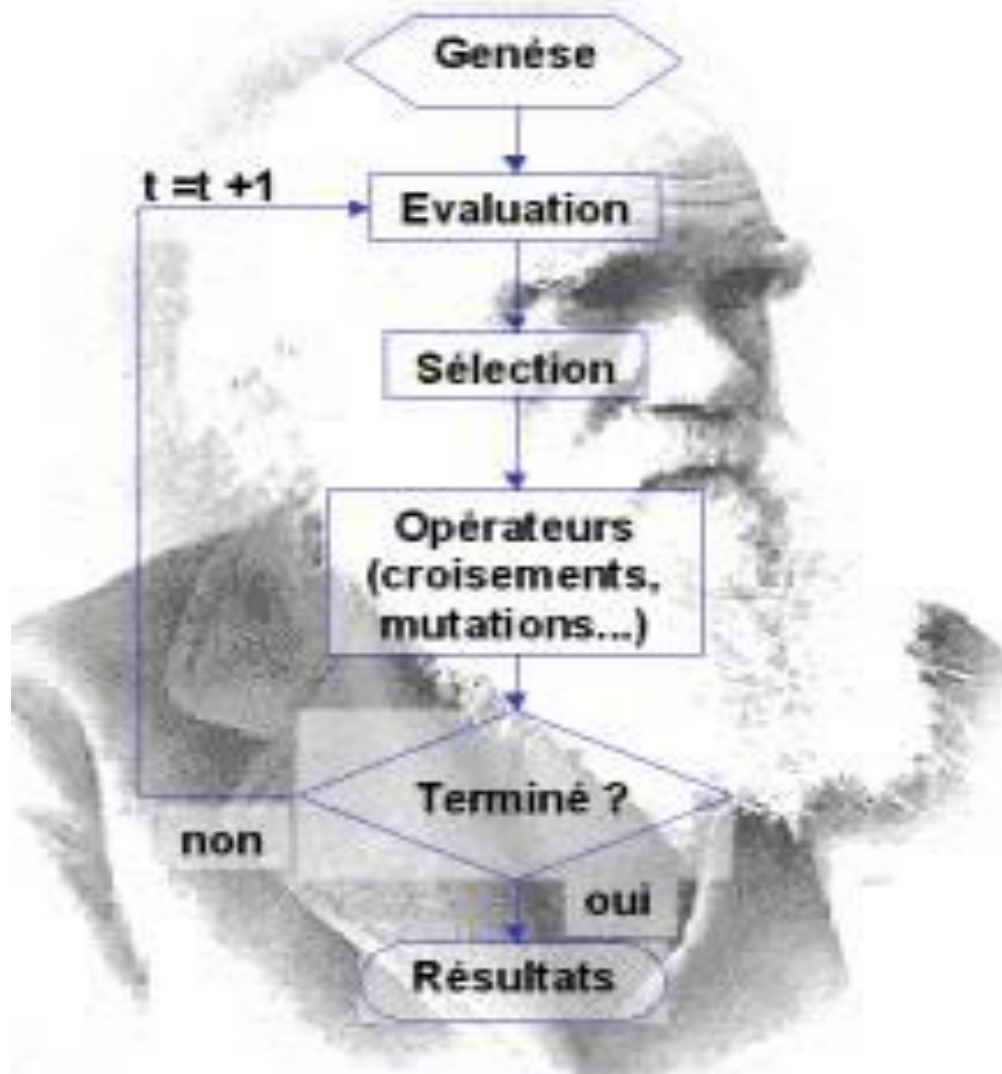 Genése
t =t +1
Evaluation
Sélection
Opérateurs
(croisements,
mutations...)
Terminé ?
non
oui
Résultats